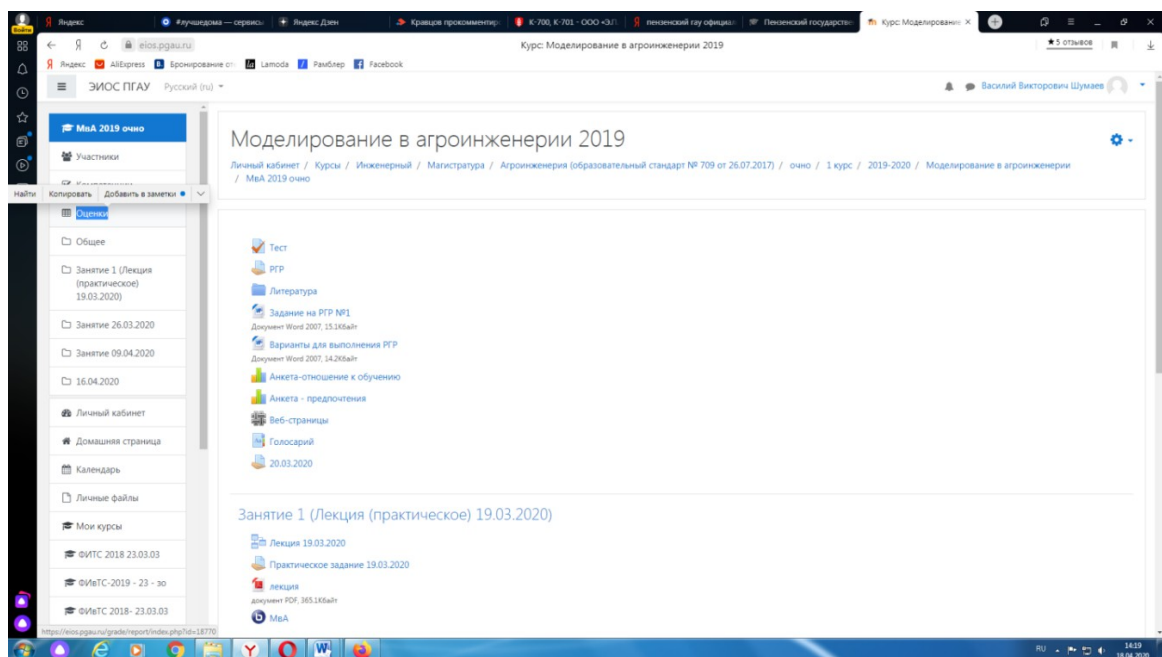 Войти
Яндекс
#лучшедома — сервисы
Яндекс Дзен
Кравцов прокомментир
К-700, К-701 - ООО «ЗЛ
пензенский гау официал
Пензенский государстве
Курс: Моделирование
88
eios.pgau.ru
Курс: Моделирование в агроинженерии 2019
★ 5 отзывов
Яндекс
AliExpress
Бронирование от
Lamoda
Рамблер
Facebook
ЭИОС ПГАУ
Русский (ru)
Василий Викторович Шумаев
МвА 2019 очно
Участники
Найти
Копировать
Добавить в заметки
Оценки
Общее
Занятие 1 (Лекция
(практическое)
19.03.2020)
Занятие 26.03.2020
Занятие 09.04.2020
16.04.2020
Личный кабинет
Домашняя страница
Календарь
Личные файлы
Мои курсы
ФИТС 2018 23.03.03
ФИвТС-2019 - 23 - зо
ФИвТС 2018- 23.03.03
https://eios.pgau.ru/grade/report/index.php?id=18770
Моделирование в агроинженерии 2019
Личный кабинет / Курсы / Инженерный / Магистратура / Агроинженерия (образовательный стандарт № 709 от 26.07.2017) / очно / 1 курс / 2019-2020 / Моделирование в агроинженерии
/ МвА 2019 очно
Тест
РГР
Литература
Задание на РГР №1
Документ Word 2007, 15.1Кбайт
Варианты для выполнения РГР
Документ Word 2007, 14.2Кбайт
Анкета-отношение к обучению
Анкета - предпочтения
Веб-страницы
Голосарий
20.03.2020
Занятие 1 (Лекция (практическое) 19.03.2020)
Лекция 19.03.2020
Практическое задание 19.03.2020
лекция
документ PDF, 365.1Кбайт
МвА
RU
14:19
18.04.2020